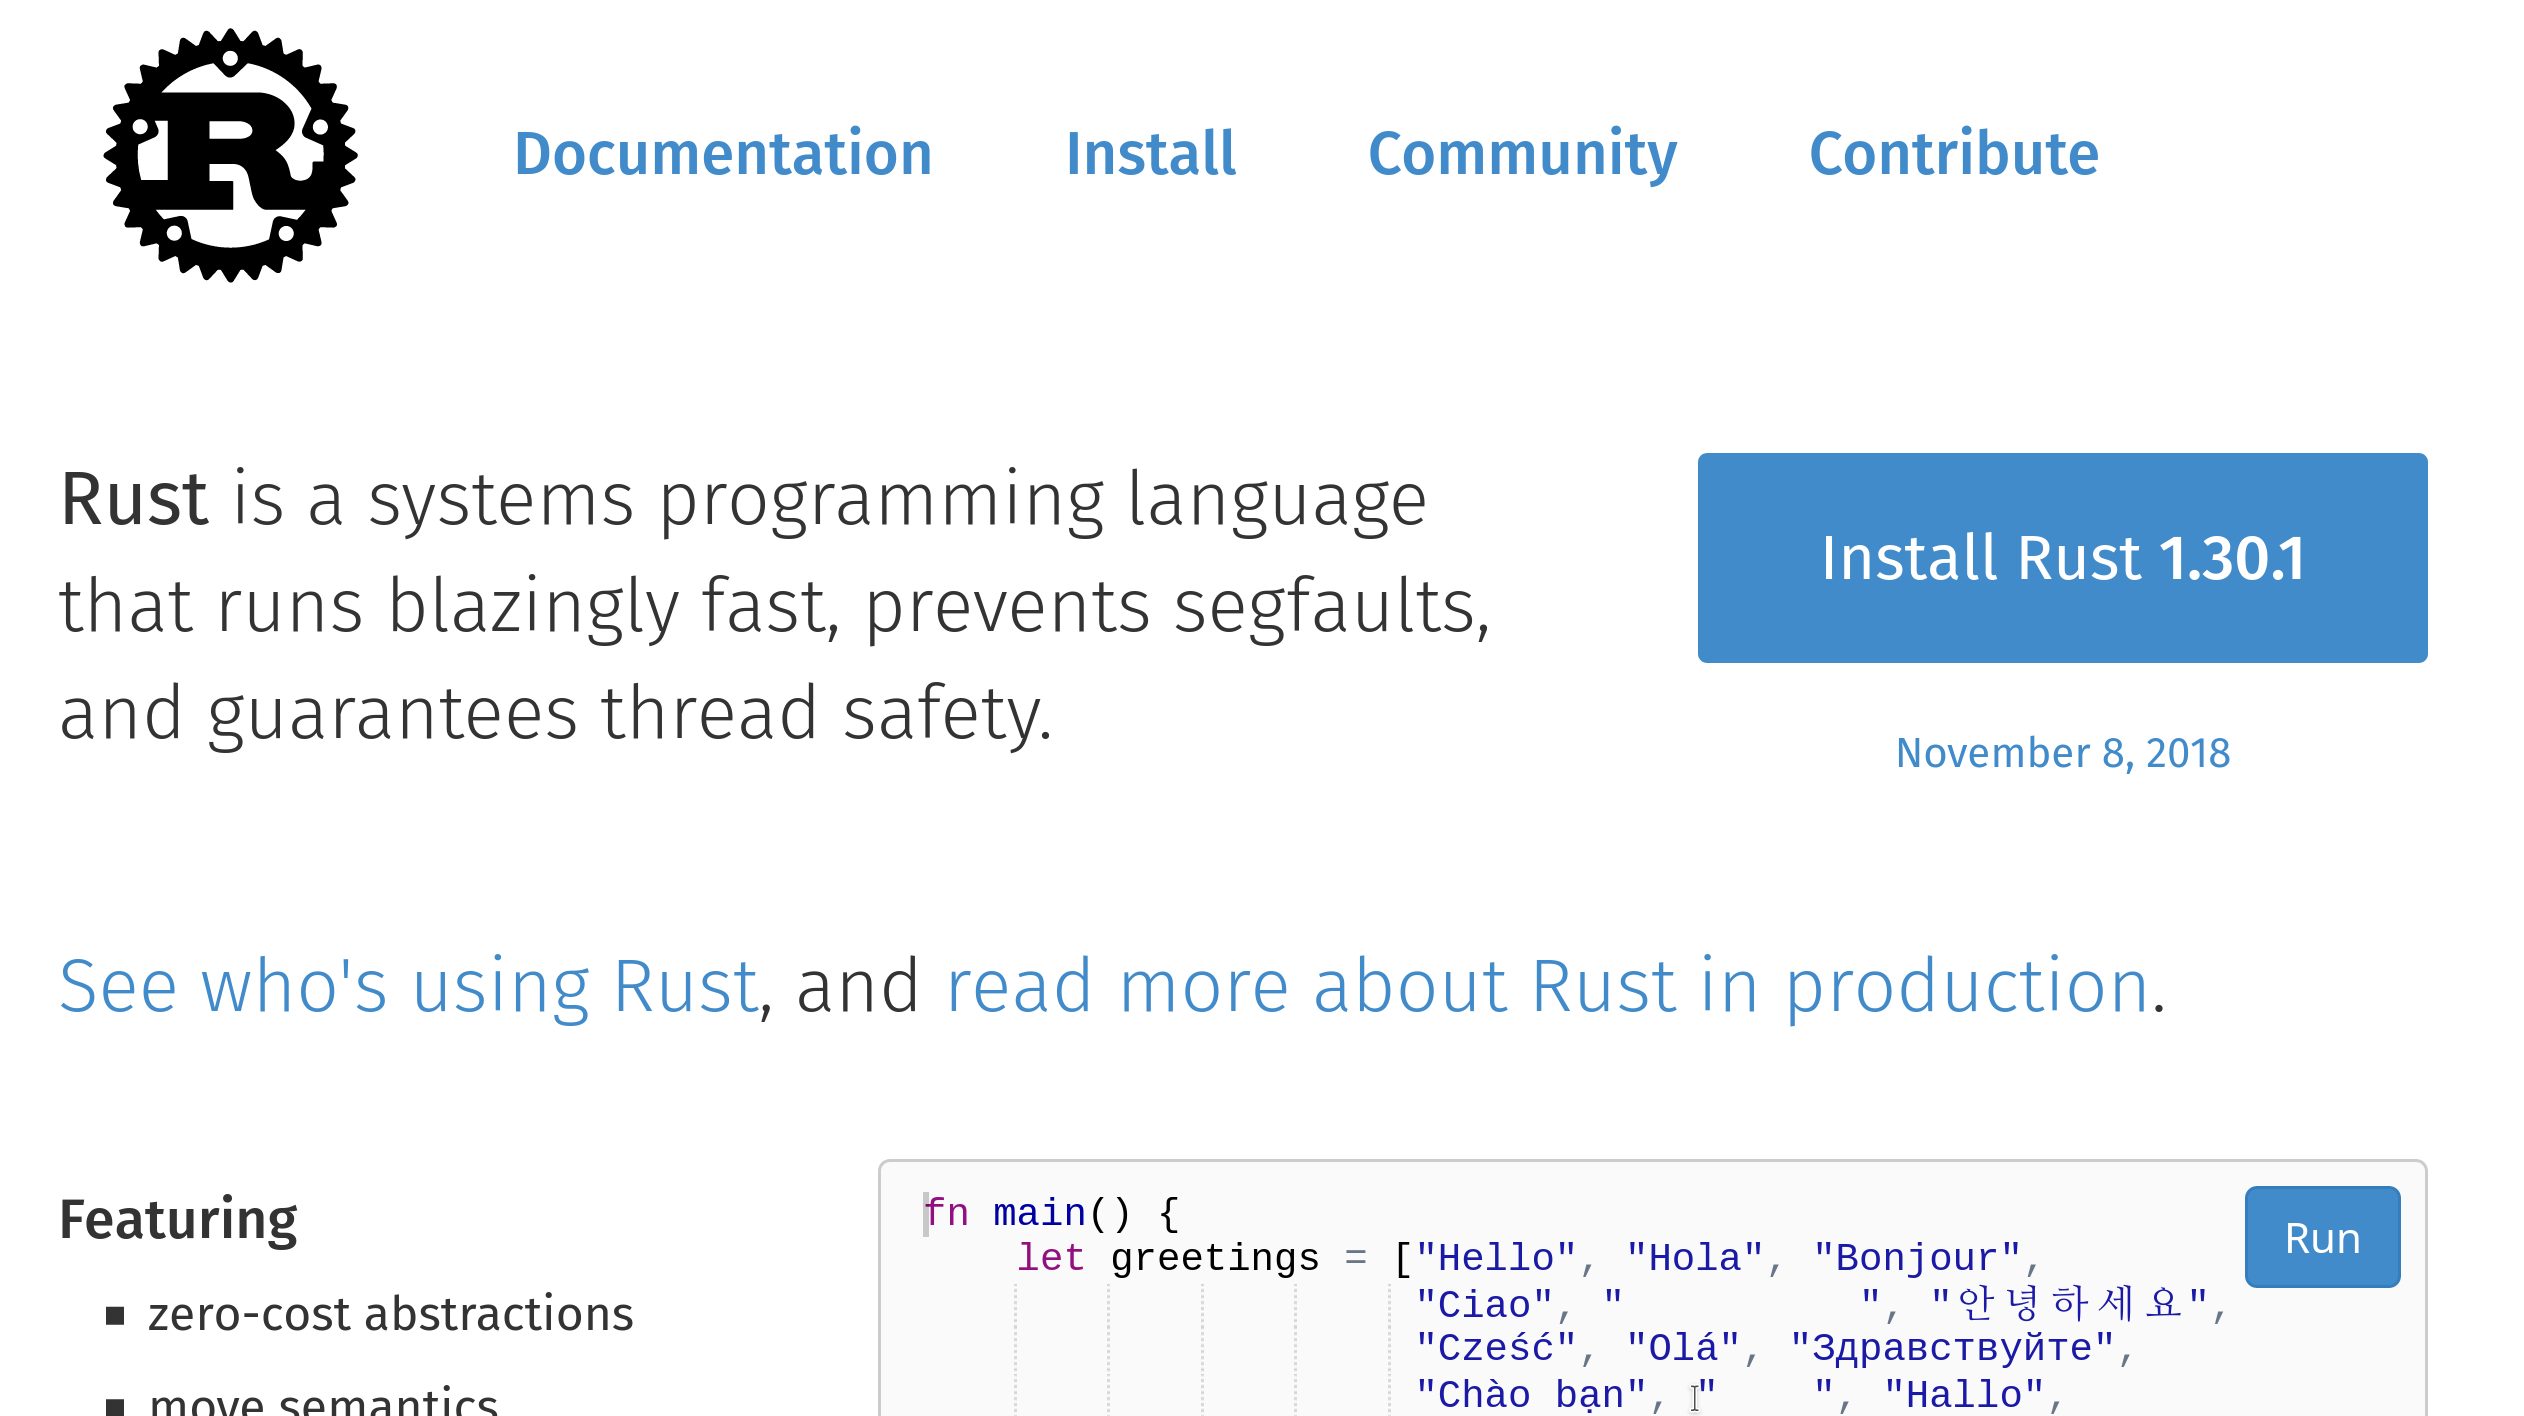 Documentation Install Community Contribute
Rust is a systems programming language
that runs blazingly fast, prevents segfaults,
and guarantees thread safety.
Install Rust 1.30.1
November 8, 2018
See who's using Rust, and read more about Rust in production.
Featuring
zero-cost abstractions
move semantics
fn main() {
let greetings = ["Hello", "Hola", "Bonjour",
"Ciao", " ", "안녕하세요",
"Cześć", "Olá", "Здравствуйте",
"Chào bạn", " ", "Hallo",
Run